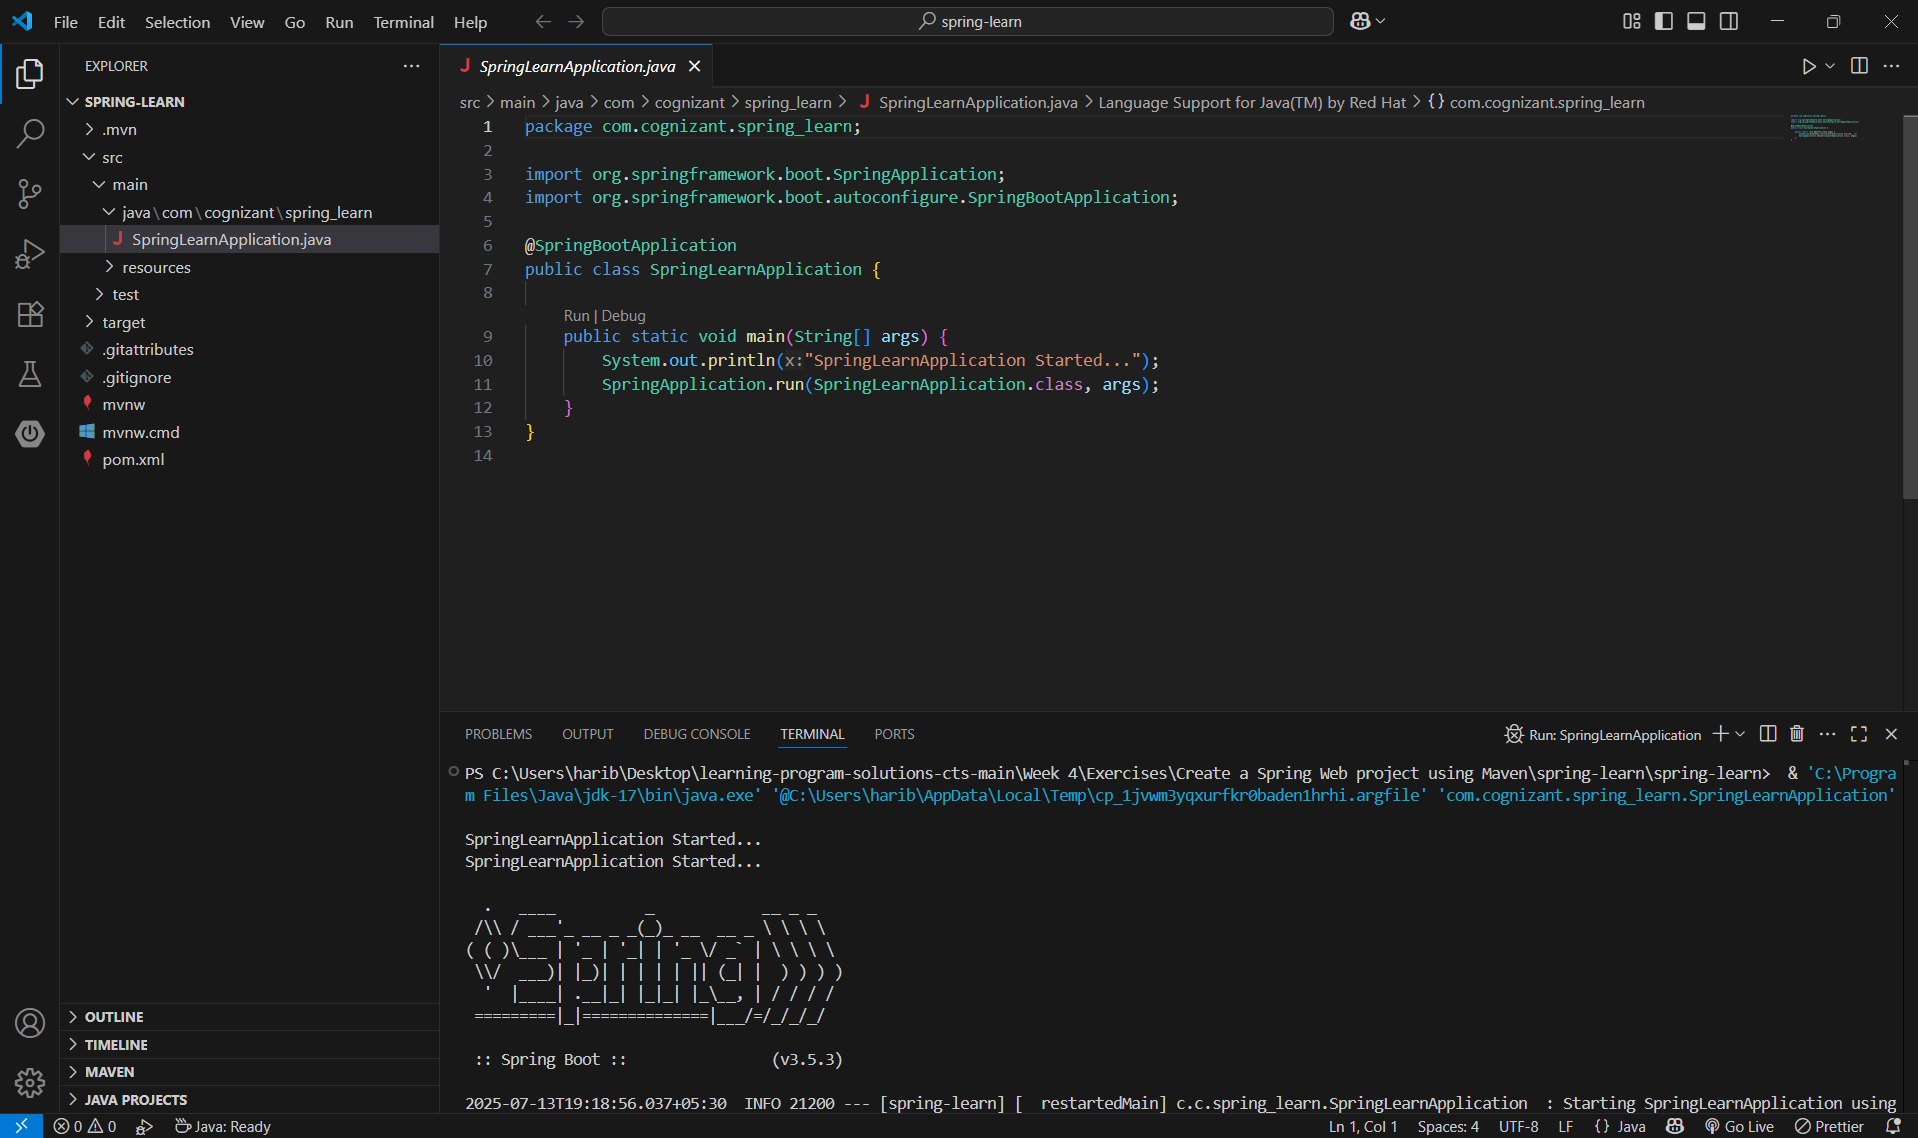 File Edit Selection View Go Run Terminal Help
spring-learn
EXPLORER
SPRING-LEARN
.mvn
src
main
java\com\cognizant\spring_learn
SpringLearnApplication.java
resources
test
target
.gitattributes
.gitignore
mvnw
mvnw.cmd
pom.xml
OUTLINE
TIMELINE
MAVEN
JAVA PROJECTS
SpringLearnApplication.java
src > main > java > com > cognizant > spring_learn > SpringLearnApplication.java > Language Support for Java(TM) by Red Hat > {} com.cognizant.spring_learn
1 package com.cognizant.spring_learn;
2
3 import org.springframework.boot.SpringApplication;
4 import org.springframework.boot.autoconfigure.SpringBootApplication;
5
6 @SpringBootApplication
7 public class SpringLearnApplication {
8
Run | Debug
9 public static void main(String[] args) {
10 System.out.println(x:"SpringLearnApplication Started...");
11 SpringApplication.run(SpringLearnApplication.class, args);
12 }
13 }
14
PROBLEMS OUTPUT DEBUG CONSOLE TERMINAL PORTS
Run: SpringLearnApplication
PS C:\Users\harib\Desktop\learning-program-solutions-cts-main\Week 4\Exercises\Create a Spring Web project using Maven\spring-learn\spring-learn> & 'C:\Progra
m Files\Java\jdk-17\bin\java.exe' '@C:\Users\harib\AppData\Local\Temp\cp_1jvwm3yqxurfkr0baden1hrhi.argfile' 'com.cognizant.spring_learn.SpringLearnApplication'
SpringLearnApplication Started...
SpringLearnApplication Started...
  .   ____          _            __ _ _
 /\\ / ___'_ __ _ _(_)_ __  __ _ \ \ \ \
( ( )\___ | '_ | '_| | '_ \/ _` | \ \ \ \
 \\/  ___)| |_)| | | | | || (_| |  ) ) ) )
  '  |____| .__|_| |_|_| |_\__, | / / / /
 =========|_|==============|___/=/_/_/_/
:: Spring Boot :: (v3.5.3)
2025-07-13T19:18:56.037+05:30 INFO 21200 --- [spring-learn] [ restartedMain] c.c.spring_learn.SpringLearnApplication : Starting SpringLearnApplication using
0 0 Java: Ready
Ln 1, Col 1 Spaces: 4 UTF-8 LF {} Java Go Live Prettier